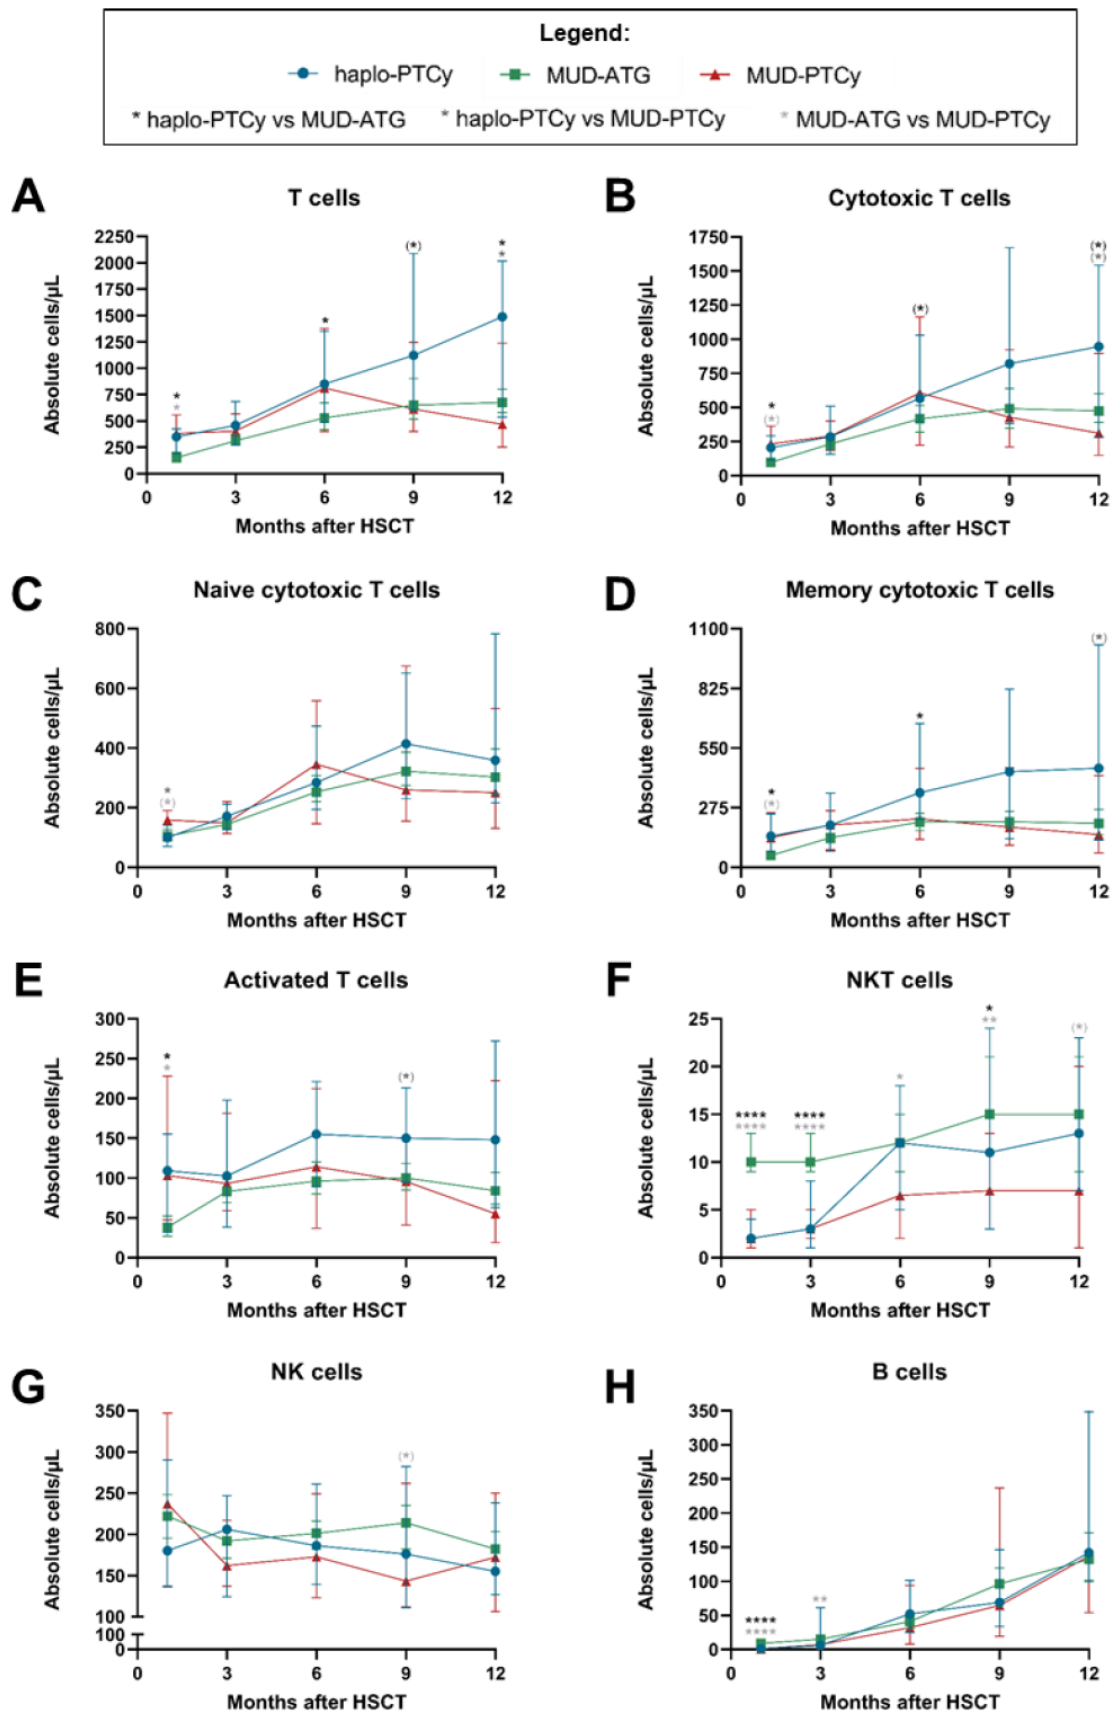 Legend:
haplo-PTCy MUD-ATG MUD-PTCy
* haplo-PTCy vs MUD-ATG * haplo-PTCy vs MUD-PTCy * MUD-ATG vs MUD-PTCy
A
T cells
Absolute cells/µL
2250
2000
1750
1500
1250
1000
750
500
250
0
* * * (*) * *
0 3 6 9 12
Months after HSCT
B
Cytotoxic T cells
Absolute cells/µL
1750
1500
1250
1000
750
500
250
0
* (*) (*) (*) (*)
0 3 6 9 12
Months after HSCT
C
Naive cytotoxic T cells
Absolute cells/µL
800
600
400
200
0
* (*)
0 3 6 9 12
Months after HSCT
D
Memory cytotoxic T cells
Absolute cells/µL
1100
825
550
275
0
* (*) * (*)
0 3 6 9 12
Months after HSCT
E
Activated T cells
Absolute cells/µL
300
250
200
150
100
50
0
* * (*)
0 3 6 9 12
Months after HSCT
F
NKT cells
Absolute cells/µL
25
20
15
10
5
0
**** **** **** **** * * ** (*)
0 3 6 9 12
Months after HSCT
G
NK cells
Absolute cells/µL
350
300
250
200
150
100
100
0
(*)
0 3 6 9 12
Months after HSCT
H
B cells
Absolute cells/µL
350
300
250
200
150
100
50
0
**** **** **
0 3 6 9 12
Months after HSCT